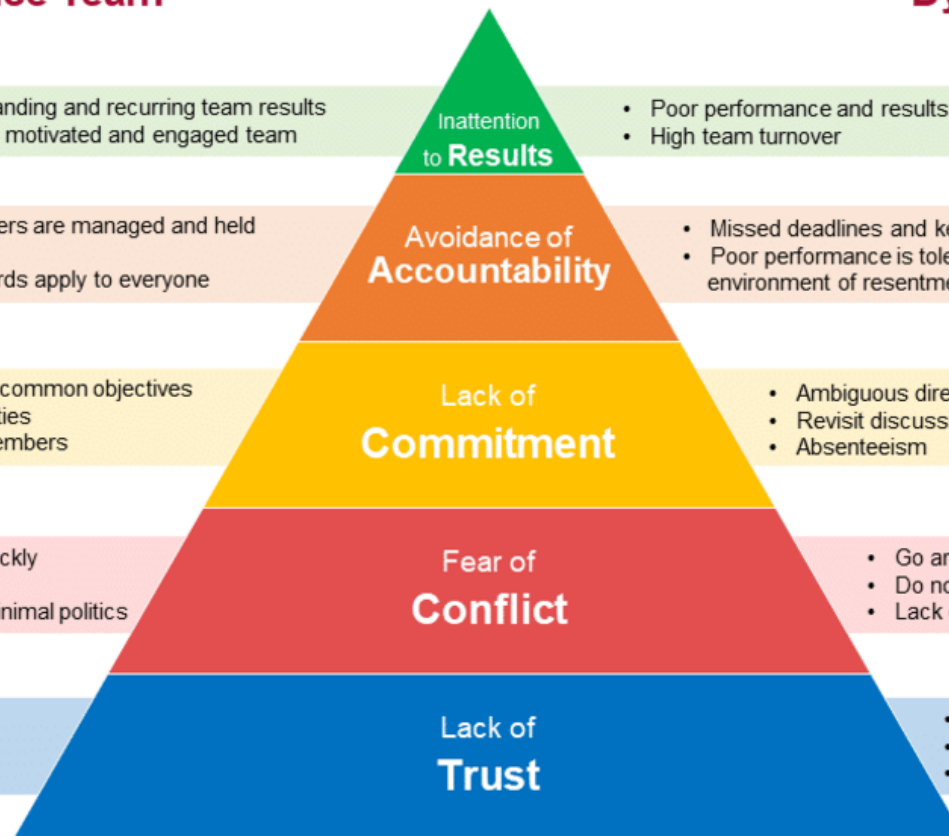 Team
anding and recurring team results
motivated and engaged team
Inattention
to Results
• Poor performance and results
• High team turnover
ers are managed and held
rds apply to everyone
Avoidance of
Accountability
• Missed deadlines and ke
• Poor performance is tole
environment of resentme
common objectives
ties
embers
Lack of
Commitment
• Ambiguous dire
• Revisit discuss
• Absenteeism
ckly
nimal politics
Fear of
Conflict
• Go ar
• Do no
• Lack
Lack of
Trust